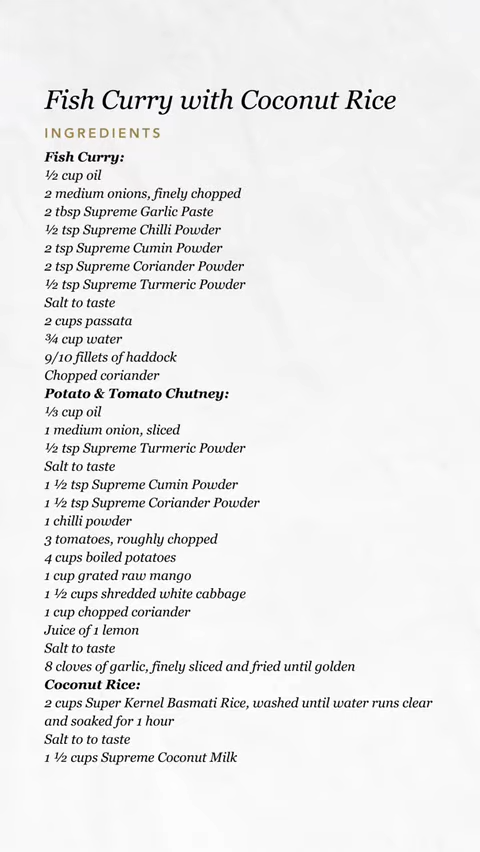 Fish Curry with Coconut Rice
INGREDIENTS
Fish Curry:
½ cup oil
2 medium onions, finely chopped
2 tbsp Supreme Garlic Paste
½ tsp Supreme Chilli Powder
2 tsp Supreme Cumin Powder
2 tsp Supreme Coriander Powder
½ tsp Supreme Turmeric Powder
Salt to taste
2 cups passata
¾ cup water
9/10 fillets of haddock
Chopped coriander
Potato & Tomato Chutney:
⅓ cup oil
1 medium onion, sliced
½ tsp Supreme Turmeric Powder
Salt to taste
1 ½ tsp Supreme Cumin Powder
1 ½ tsp Supreme Coriander Powder
1 chilli powder
3 tomatoes, roughly chopped
4 cups boiled potatoes
1 cup grated raw mango
1 ½ cups shredded white cabbage
1 cup chopped coriander
Juice of 1 lemon
Salt to taste
8 cloves of garlic, finely sliced and fried until golden
Coconut Rice:
2 cups Super Kernel Basmati Rice, washed until water runs clear
and soaked for 1 hour
Salt to to taste
1 ½ cups Supreme Coconut Milk